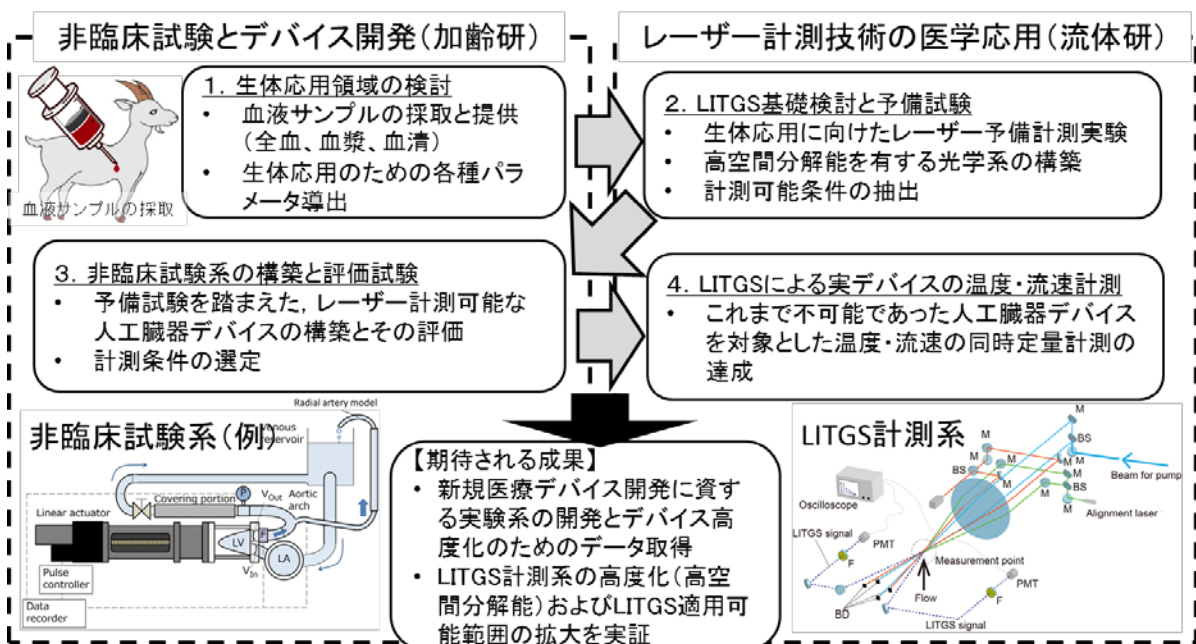 非臨床試験とデバイス開発(加齢研)
1. 生体応用領域の検討
• 血液サンプルの採取と提供
(全血、血漿、血清)
• 生体応用のための各種パラ
メータ導出
血液サンプルの採取
レーザー計測技術の医学応用(流体研)
2. LITGS基礎検討と予備試験
• 生体応用に向けたレーザー予備計測実験
• 高空間分解能を有する光学系の構築
• 計測可能条件の抽出
3. 非臨床試験系の構築と評価試験
• 予備試験を踏まえた, レーザー計測可能な
人工臓器デバイスの構築とその評価
• 計測条件の選定
4. LITGSによる実デバイスの温度・流速計測
• これまで不可能であった人工臓器デバイス
を対象とした温度・流速の同時定量計測の
達成
非臨床試験系(例)
Radial artery model
Venous
reservoir
Covering portion
P
V Out
Aortic
arch
Linear actuator
F
LV
LA
V In
Pulse
controller
Data
recorder
【期待される成果】
• 新規医療デバイス開発に資す
る実験系の開発とデバイス高
度化のためのデータ取得
• LITGS計測系の高度化(高空
間分解能)およびLITGS適用可
能範囲の拡大を実証
LITGS計測系
M
BS
M
M
M
M
BS
M
M
BS
M
M
Beam for pump
Alignment laser
Oscilloscope
LITGS signal
PMT
F
Measurement point
PMT
F
Flow
BD
LITGS signal